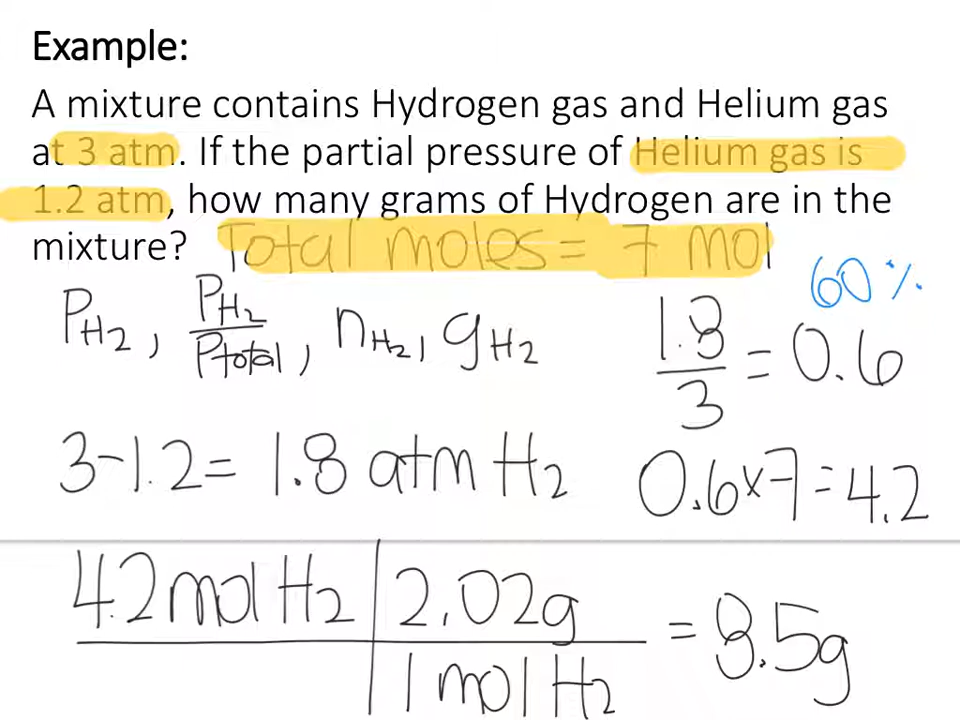 Example:
A mixture contains Hydrogen gas and Helium gas
at 3 atm. If the partial pressure of Helium gas is
1.2 atm, how many grams of Hydrogen are in the
mixture? Total moles = 7 mol
60%
PH2, PH2/Ptotal, nH2, gH2
1.8/3 = 0.6
3-1.2= 1.8 atm H2
0.6x7=4.2
4.2 mol H2 | 2.02g = 8.5g
1 mol H2